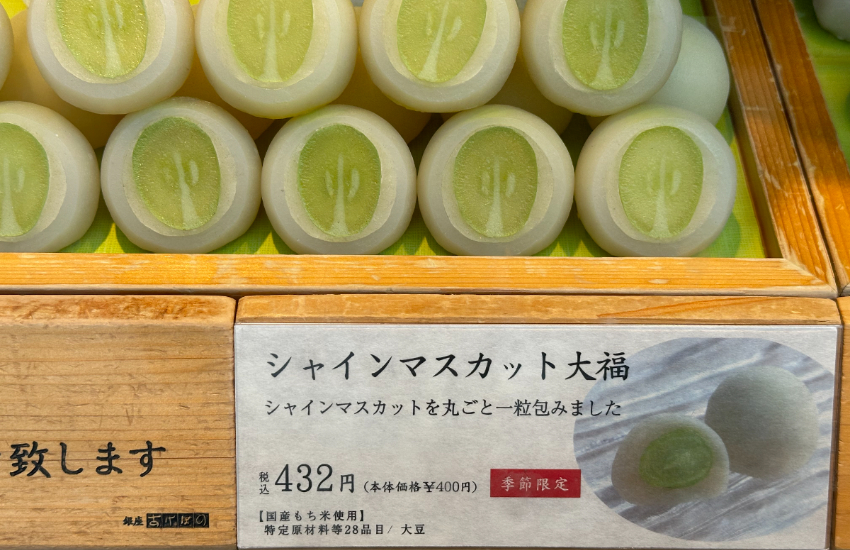 シャインマスカット大福
シャインマスカットを丸ごと一粒包みました
税込432円(本体価格¥400円)
季節限定
【国産もち米使用】
特定原材料等28品目/ 大豆
致します
銀座